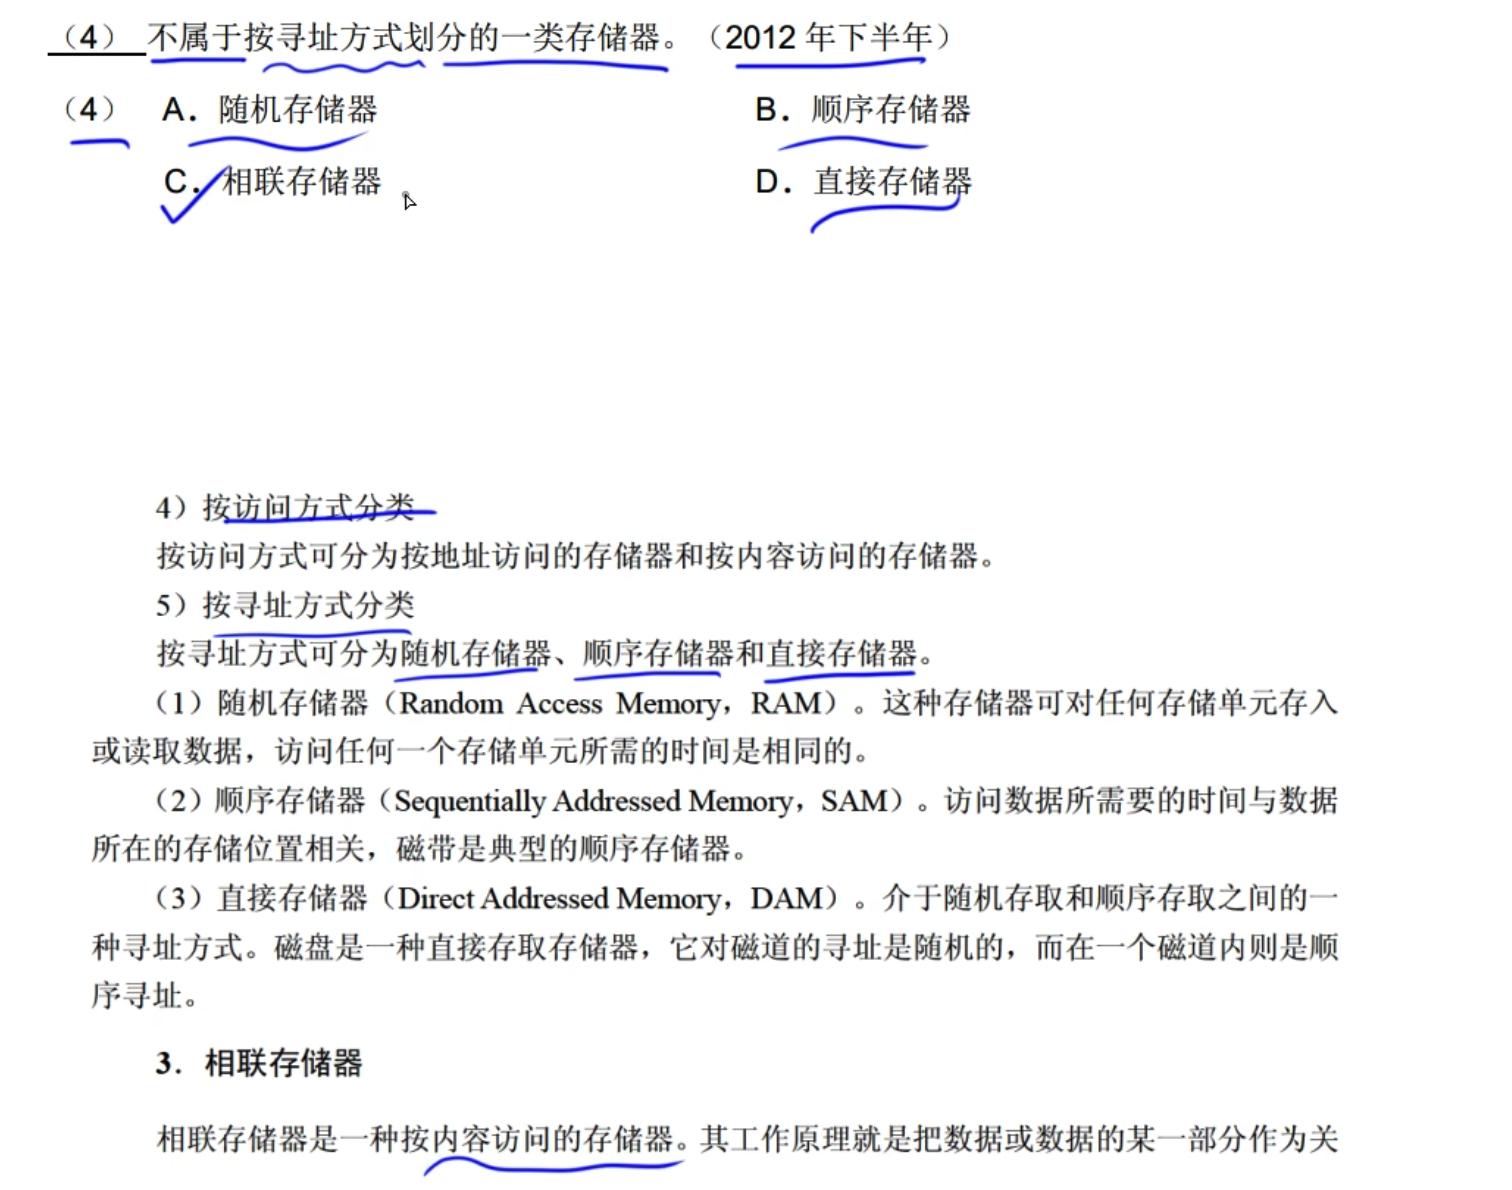 （4）不属于按寻址方式划分的一类存储器。（2012 年下半年）
（4） A．随机存储器 B．顺序存储器
C．相联存储器 D．直接存储器
4）按访问方式分类
按访问方式可分为按地址访问的存储器和按内容访问的存储器。
5）按寻址方式分类
按寻址方式可分为随机存储器、顺序存储器和直接存储器。
（1）随机存储器（Random Access Memory，RAM）。这种存储器可对任何存储单元存入
或读取数据，访问任何一个存储单元所需的时间是相同的。
（2）顺序存储器（Sequentially Addressed Memory，SAM）。访问数据所需要的时间与数据
所在的存储位置相关，磁带是典型的顺序存储器。
（3）直接存储器（Direct Addressed Memory，DAM）。介于随机存取和顺序存取之间的一
种寻址方式。磁盘是一种直接存取存储器，它对磁道的寻址是随机的，而在一个磁道内则是顺
序寻址。
3．相联存储器
相联存储器是一种按内容访问的存储器。其工作原理就是把数据或数据的某一部分作为关